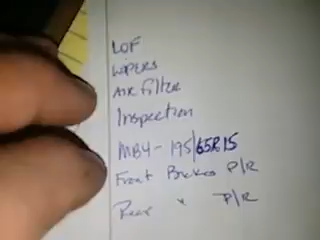 LOF
WIPERS
AIR Filter
Inspection
MB4 - 195/65R15
Front Brakes P/R
Rear " P/R